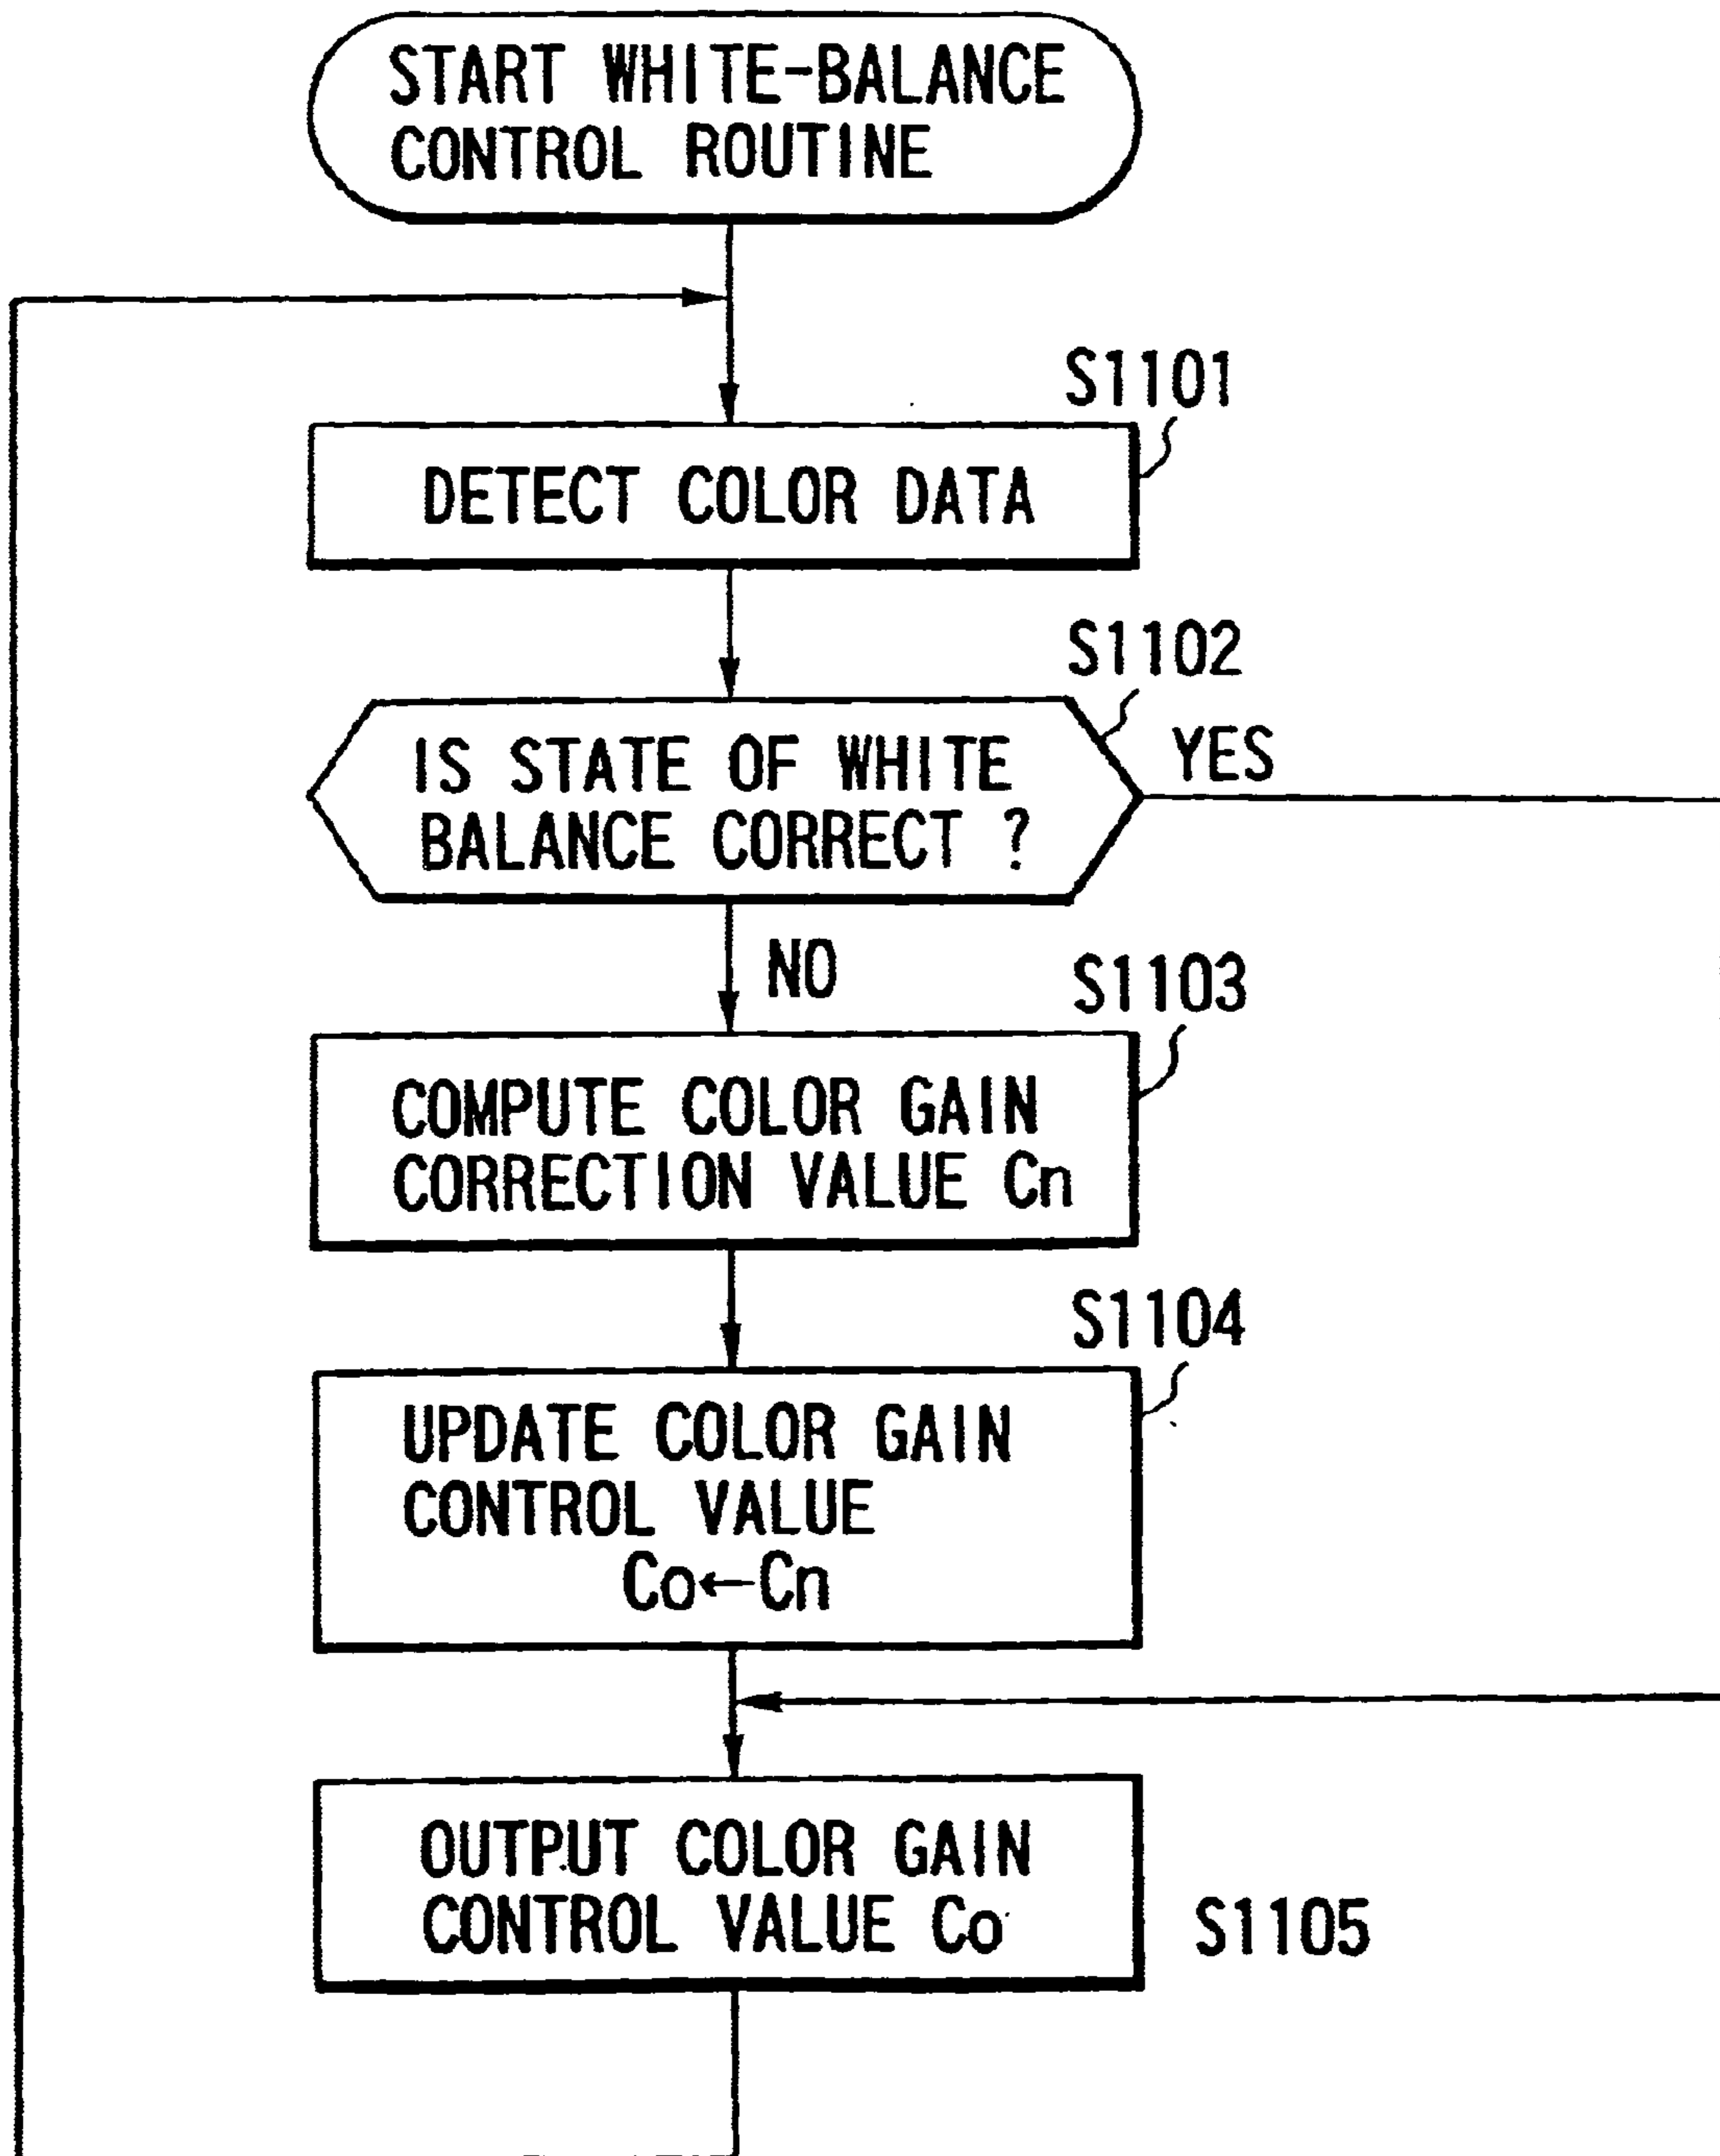 START WHITE-BALANCE
CONTROL ROUTINE
S1101
DETECT COLOR DATA
S1102
IS STATE OF WHITE
BALANCE CORRECT ?
YES
NO
S1103
COMPUTE COLOR GAIN
CORRECTION VALUE Cn
S1104
UPDATE COLOR GAIN
CONTROL VALUE
Co←Cn
OUTPUT COLOR GAIN
CONTROL VALUE Co
S1105